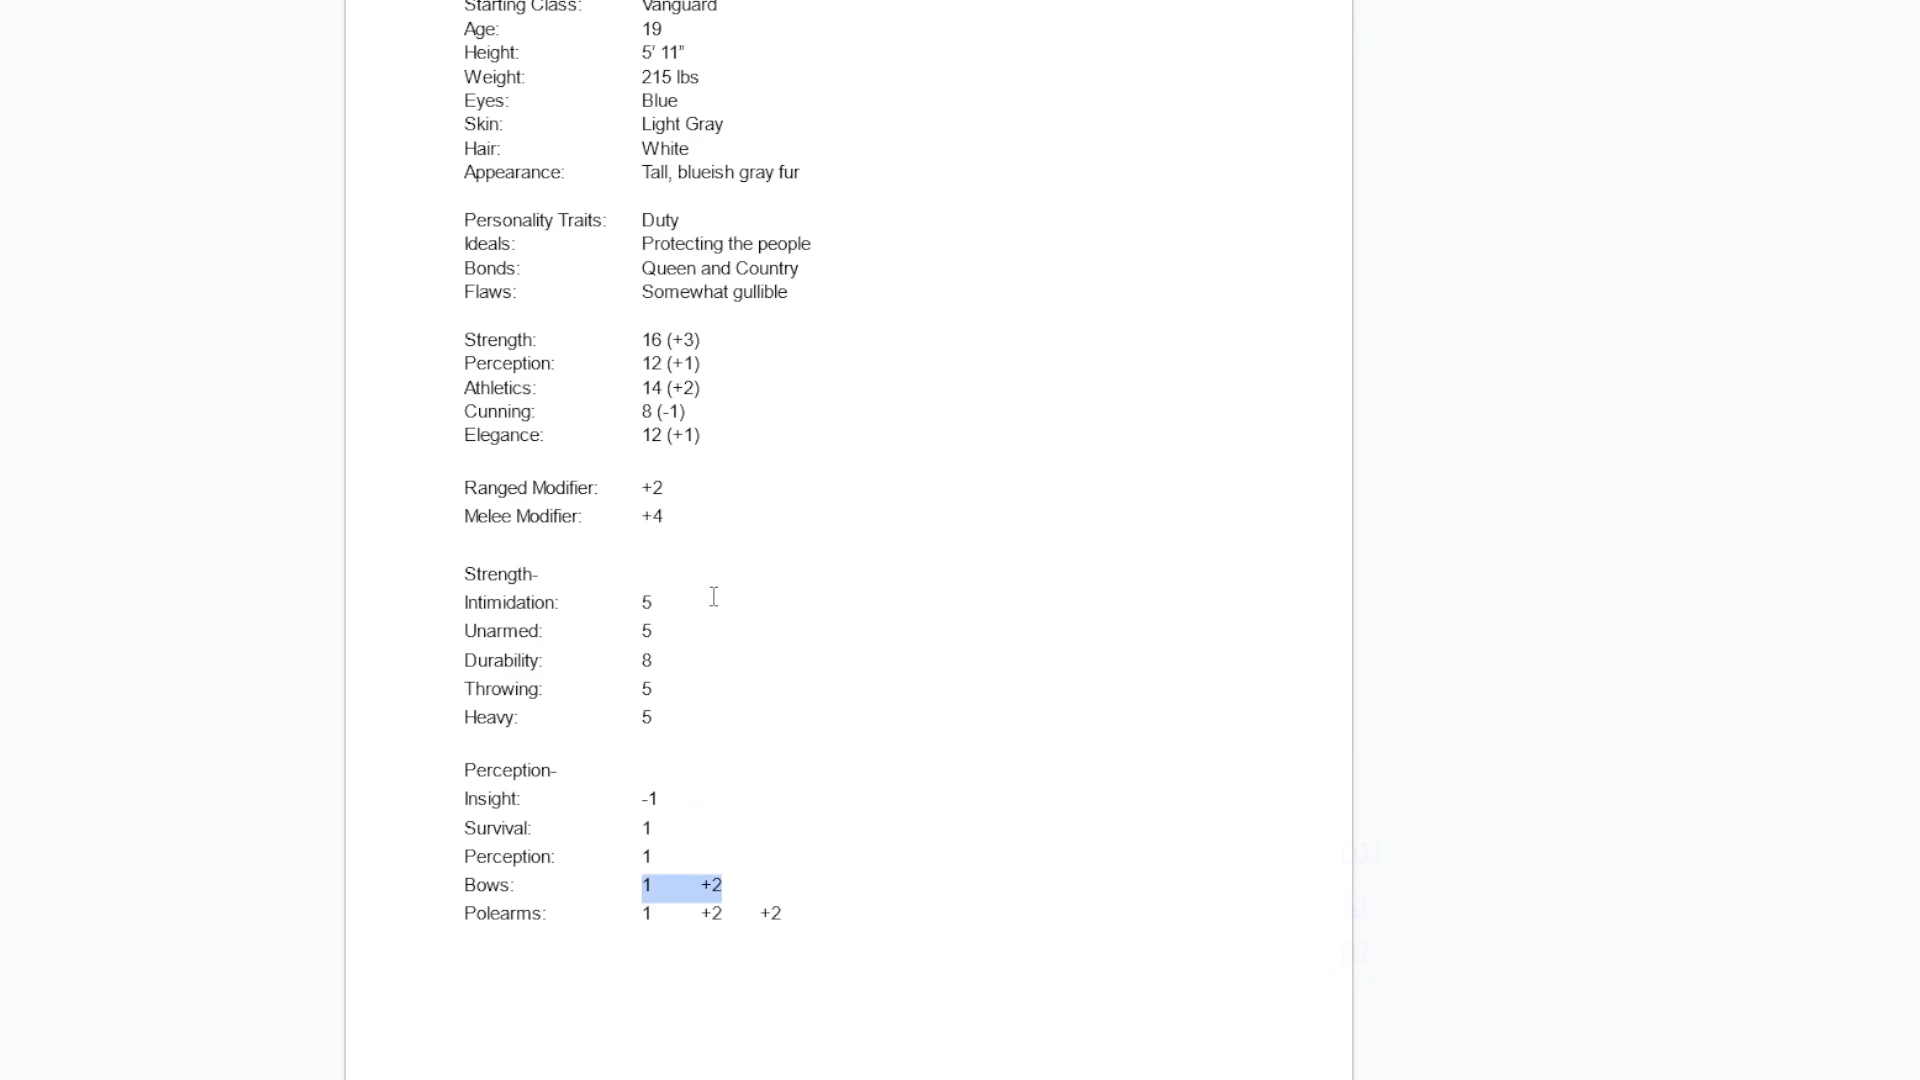 Starting Class: Vanguard
Age: 19
Height: 5’ 11”
Weight: 215 lbs
Eyes: Blue
Skin: Light Gray
Hair: White
Appearance: Tall, blueish gray fur
Personality Traits: Duty
Ideals: Protecting the people
Bonds: Queen and Country
Flaws: Somewhat gullible
Strength: 16 (+3)
Perception: 12 (+1)
Athletics: 14 (+2)
Cunning: 8 (-1)
Elegance: 12 (+1)
Ranged Modifier: +2
Melee Modifier: +4
Strength-
Intimidation: 5
Unarmed: 5
Durability: 8
Throwing: 5
Heavy: 5
Perception-
Insight: -1
Survival: 1
Perception: 1
Bows: 1 +2
Polearms: 1 +2 +2